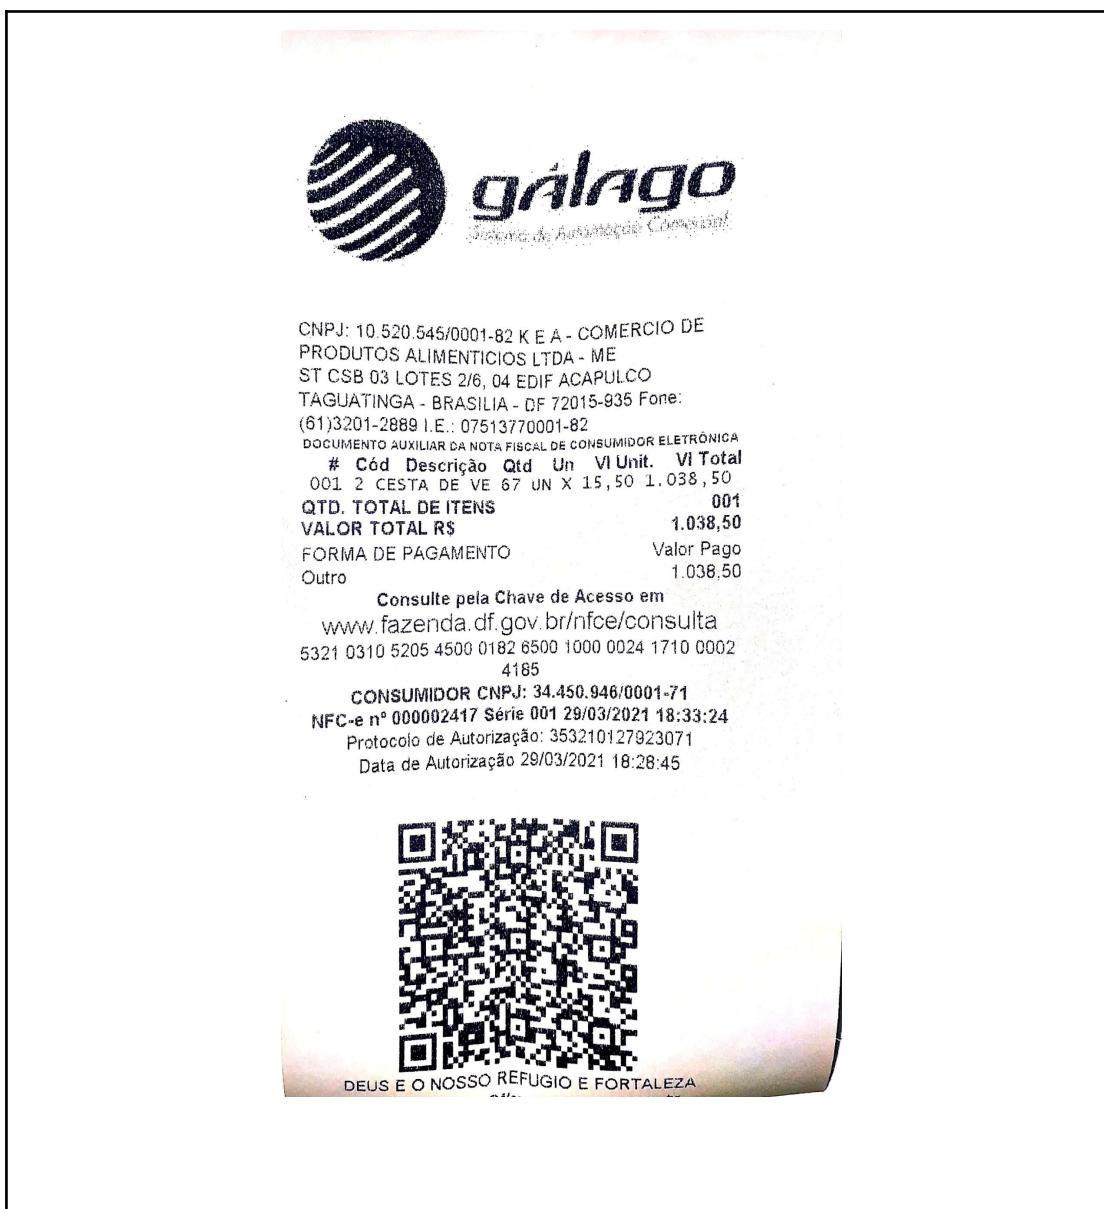 gálago
Sistema de Automação Comercial
CNPJ: 10.520.545/0001-82 K E A - COMERCIO DE
PRODUTOS ALIMENTICIOS LTDA - ME
ST CSB 03 LOTES 2/6, 04 EDIF ACAPULCO
TAGUATINGA - BRASILIA - DF 72015-935 Fone:
(61)3201-2889 I.E.: 07513770001-82
DOCUMENTO AUXILIAR DA NOTA FISCAL DE CONSUMIDOR ELETRÔNICA
# Cód Descrição Qtd Un Vl Unit. Vl Total
001 2 CESTA DE VE 67 UN X 15,50 1.038,50
QTD. TOTAL DE ITENS 001
VALOR TOTAL R$ 1.038,50
FORMA DE PAGAMENTO Valor Pago
Outro 1.038,50
Consulte pela Chave de Acesso em
www.fazenda.df.gov.br/nfce/consulta
5321 0310 5205 4500 0182 6500 1000 0024 1710 0002
4185
CONSUMIDOR CNPJ: 34.450.946/0001-71
NFC-e nº 000002417 Série 001 29/03/2021 18:33:24
Protocolo de Autorização: 353210127923071
Data de Autorização 29/03/2021 18:28:45
DEUS E O NOSSO REFUGIO E FORTALEZA